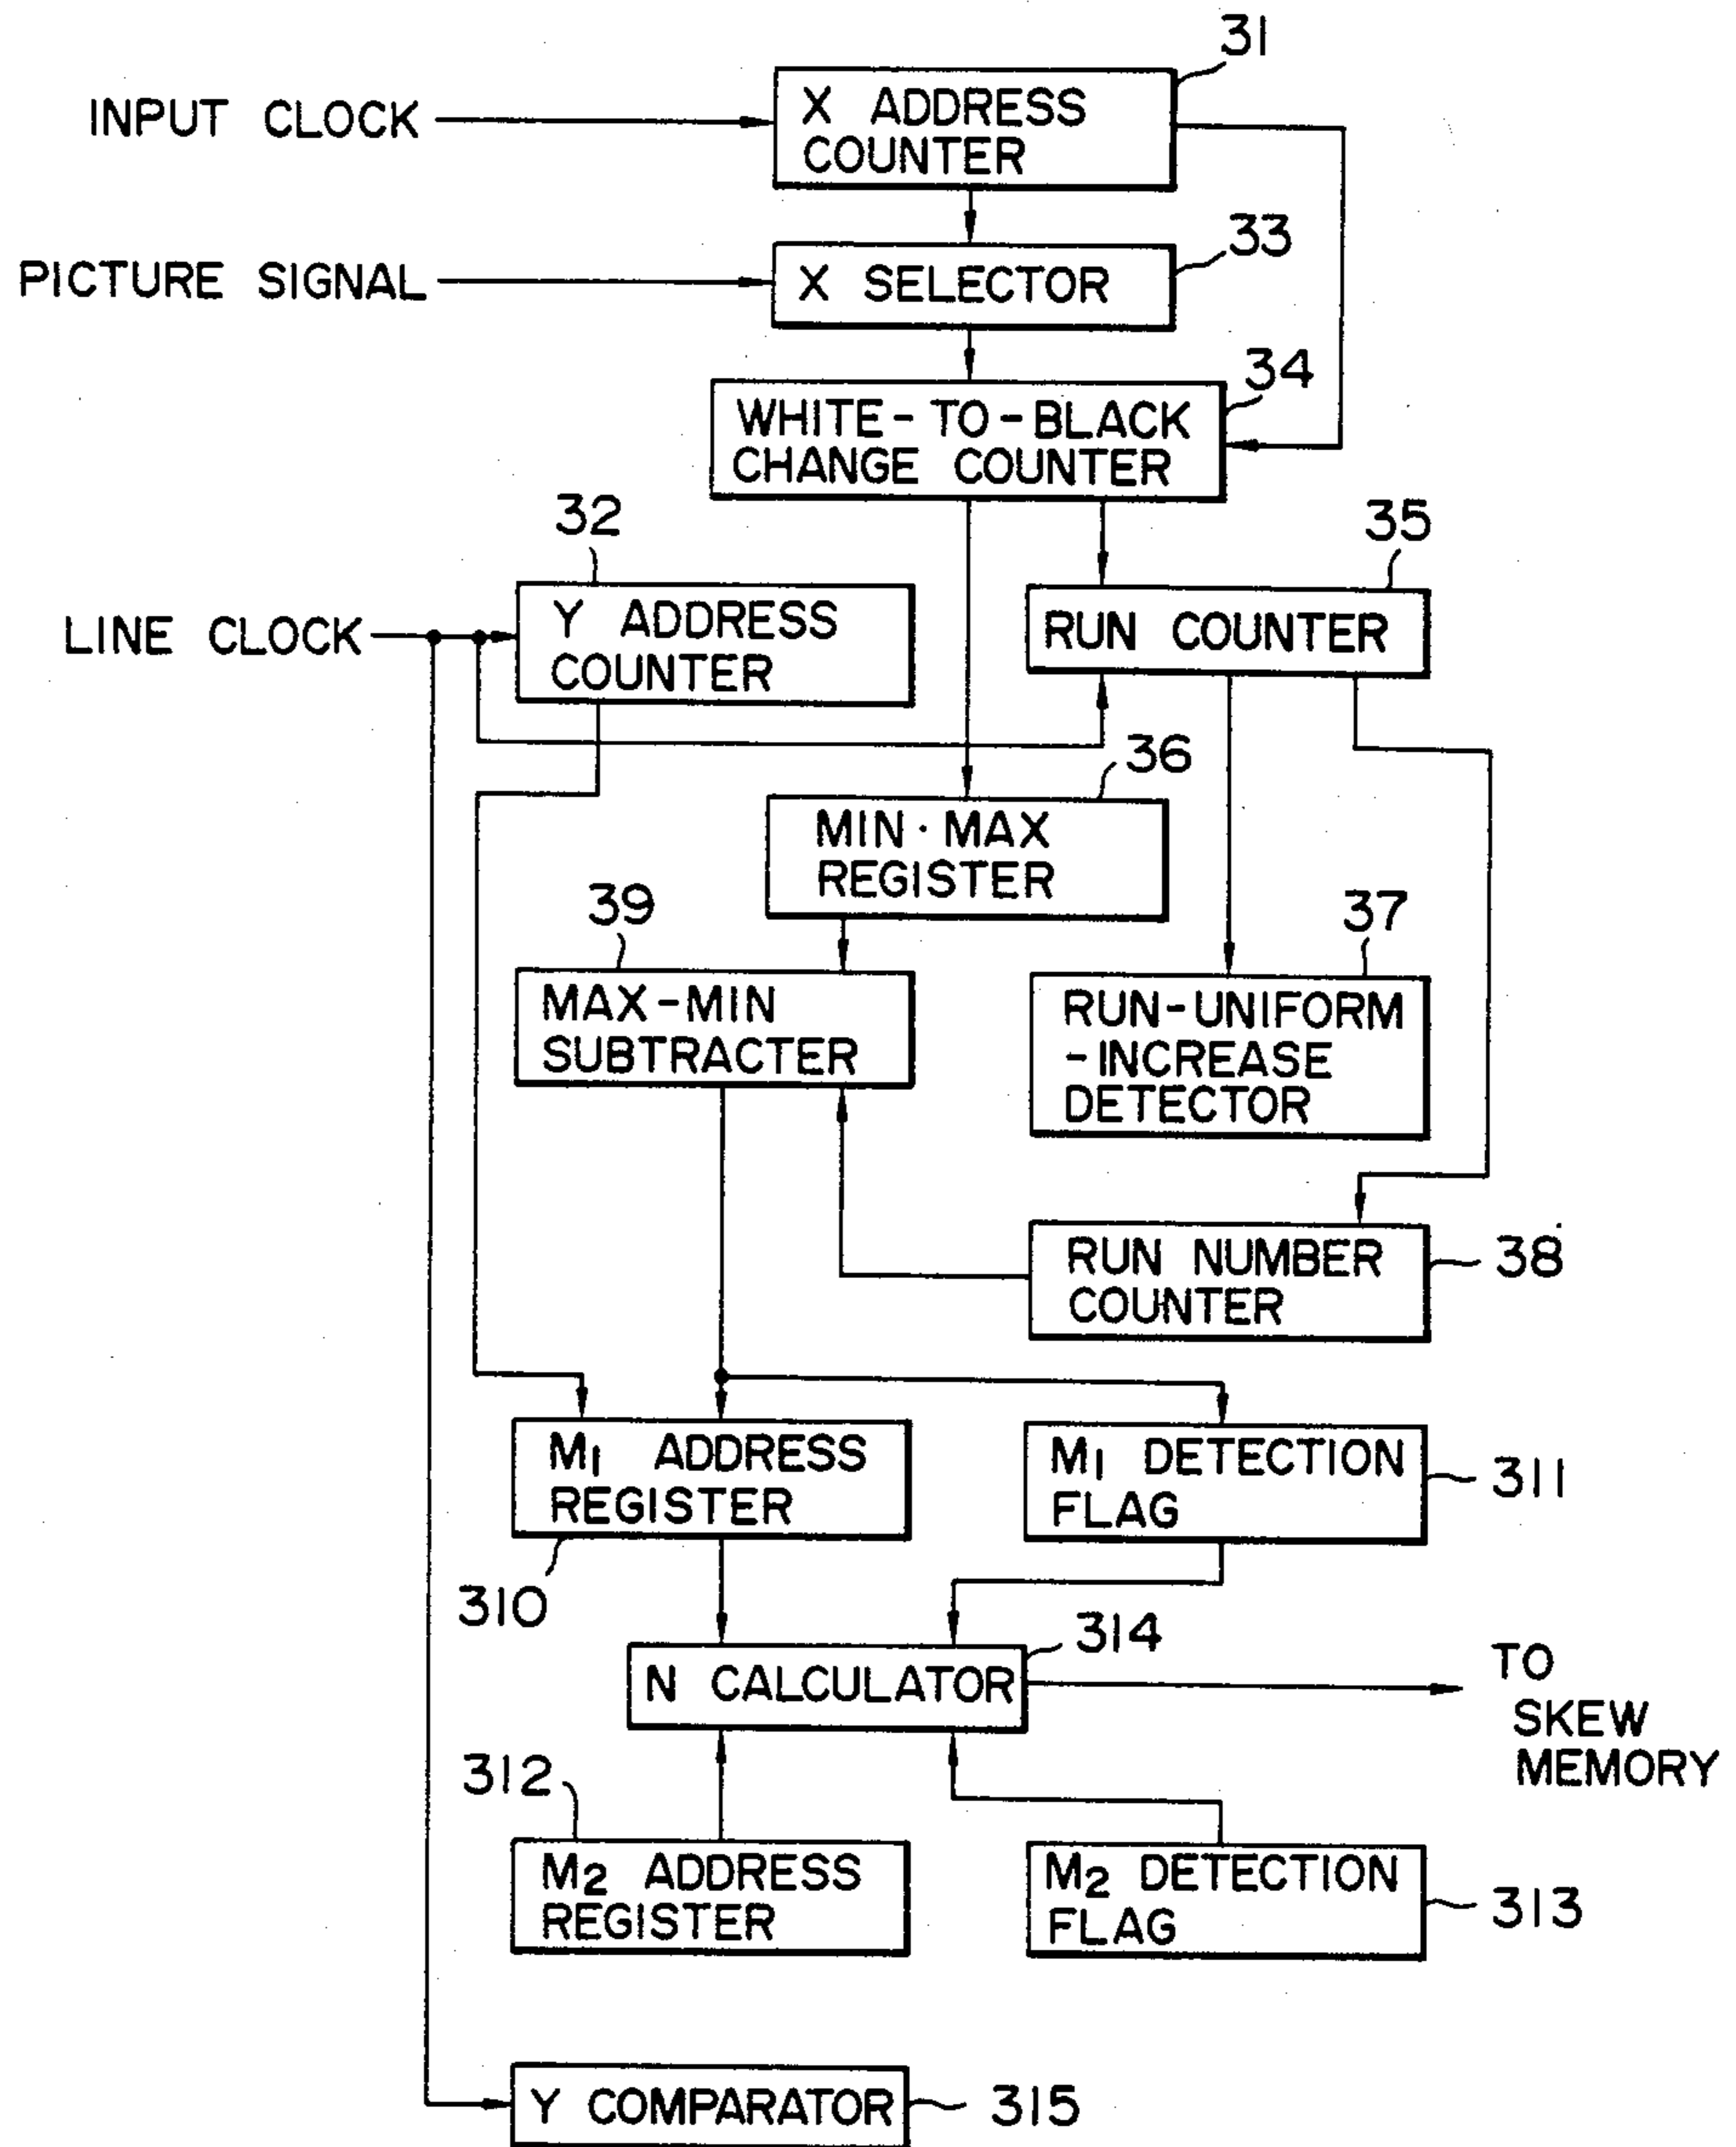 31
INPUT CLOCK
X ADDRESS
COUNTER
33
PICTURE SIGNAL
X SELECTOR
34
WHITE-TO-BLACK
CHANGE COUNTER
32
35
LINE CLOCK
Y ADDRESS
COUNTER
RUN COUNTER
36
MIN·MAX
REGISTER
39
37
MAX-MIN
SUBTRACTER
RUN-UNIFORM
-INCREASE
DETECTOR
RUN NUMBER
COUNTER
38
M1 ADDRESS
REGISTER
M1 DETECTION
FLAG
311
310
314
N CALCULATOR
TO
SKEW
MEMORY
312
M2 ADDRESS
REGISTER
M2 DETECTION
FLAG
313
Y COMPARATOR
315